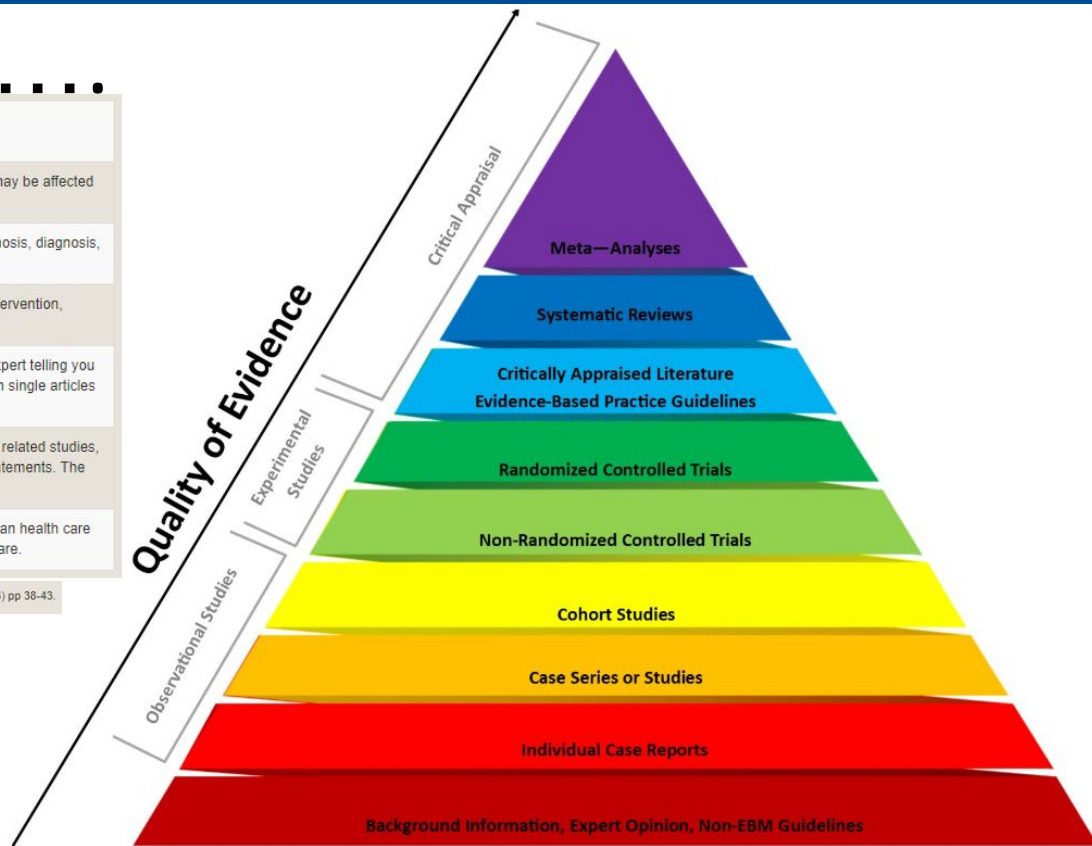 may be affected
nosis, diagnosis,
ervention,
pert telling you
n single articles
related studies,
tements. The
an health care
are.
) pp 38-43.
Quality of Evidence
Critical Appraisal
Experimental
Studies
Observational Studies
Meta—Analyses
Systematic Reviews
Critically Appraised Literature
Evidence-Based Practice Guidelines
Randomized Controlled Trials
Non-Randomized Controlled Trials
Cohort Studies
Case Series or Studies
Individual Case Reports
Background Information, Expert Opinion, Non-EBM Guidelines